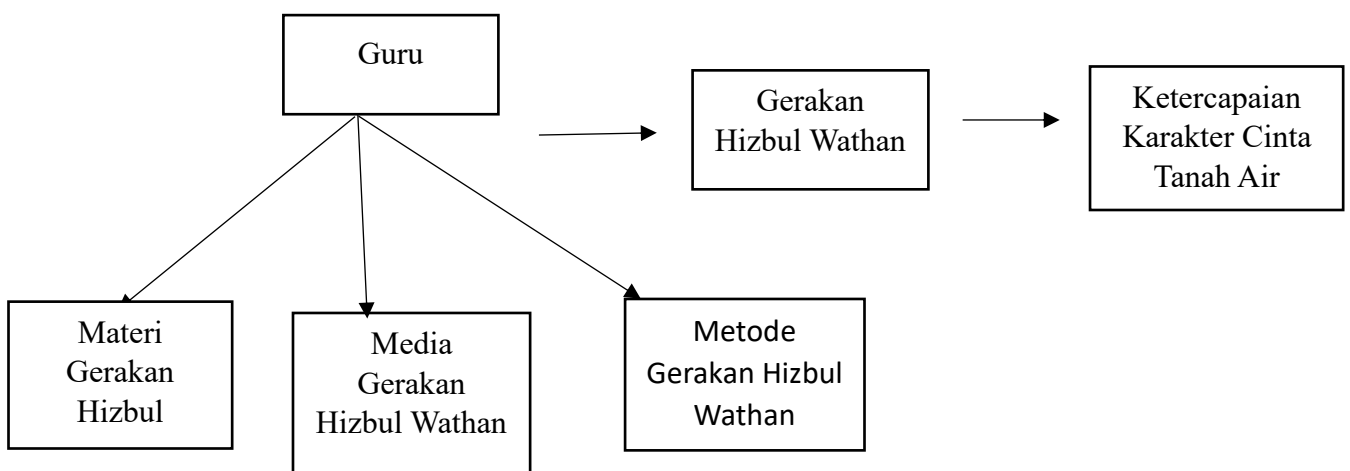 Guru
Gerakan
Hizbul Wathan
Ketercapaian
Karakter Cinta
Tanah Air
Materi
Gerakan
Hizbul
Media
Gerakan
Hizbul Wathan
Metode
Gerakan Hizbul
Wathan